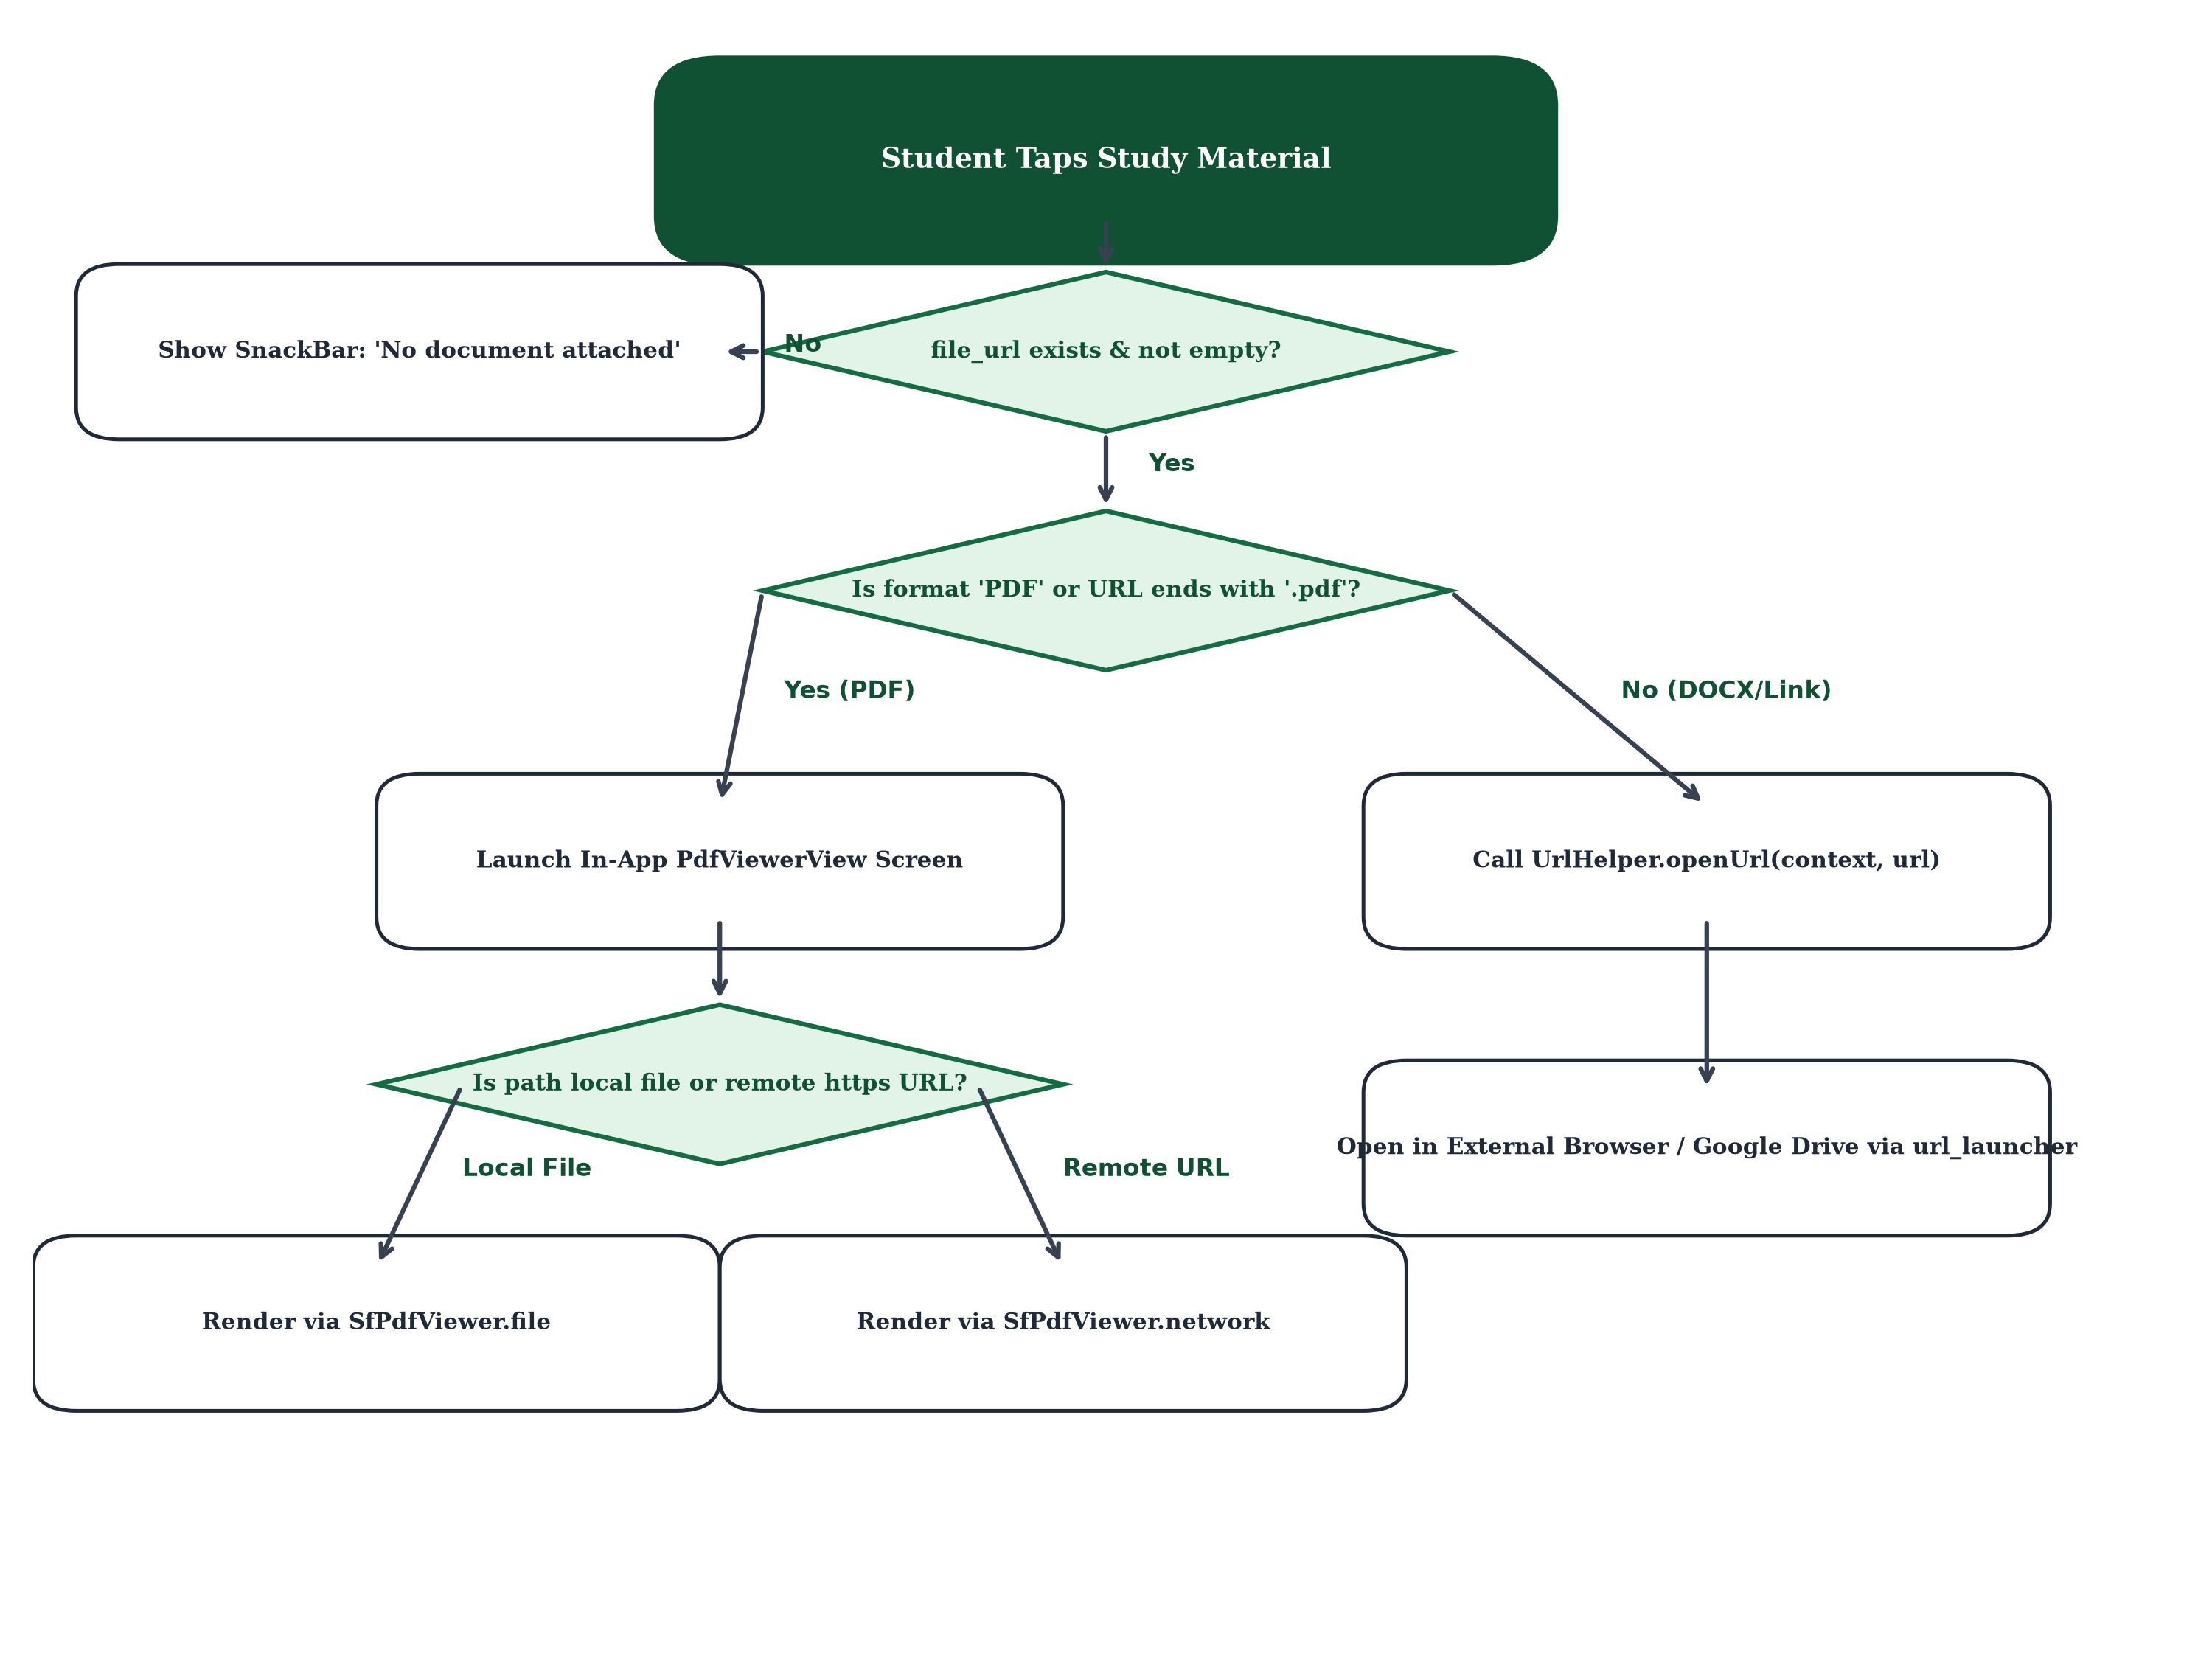 Student Taps Study Material
Show SnackBar: 'No document attached'
No
file_url exists & not empty?
Yes
Is format 'PDF' or URL ends with '.pdf'?
Yes (PDF)
No (DOCX/Link)
Launch In-App PdfViewerView Screen
Call UrlHelper.openUrl(context, url)
Is path local file or remote https URL?
Open in External Browser / Google Drive via url_launcher
Local File
Remote URL
Render via SfPdfViewer.file
Render via SfPdfViewer.network